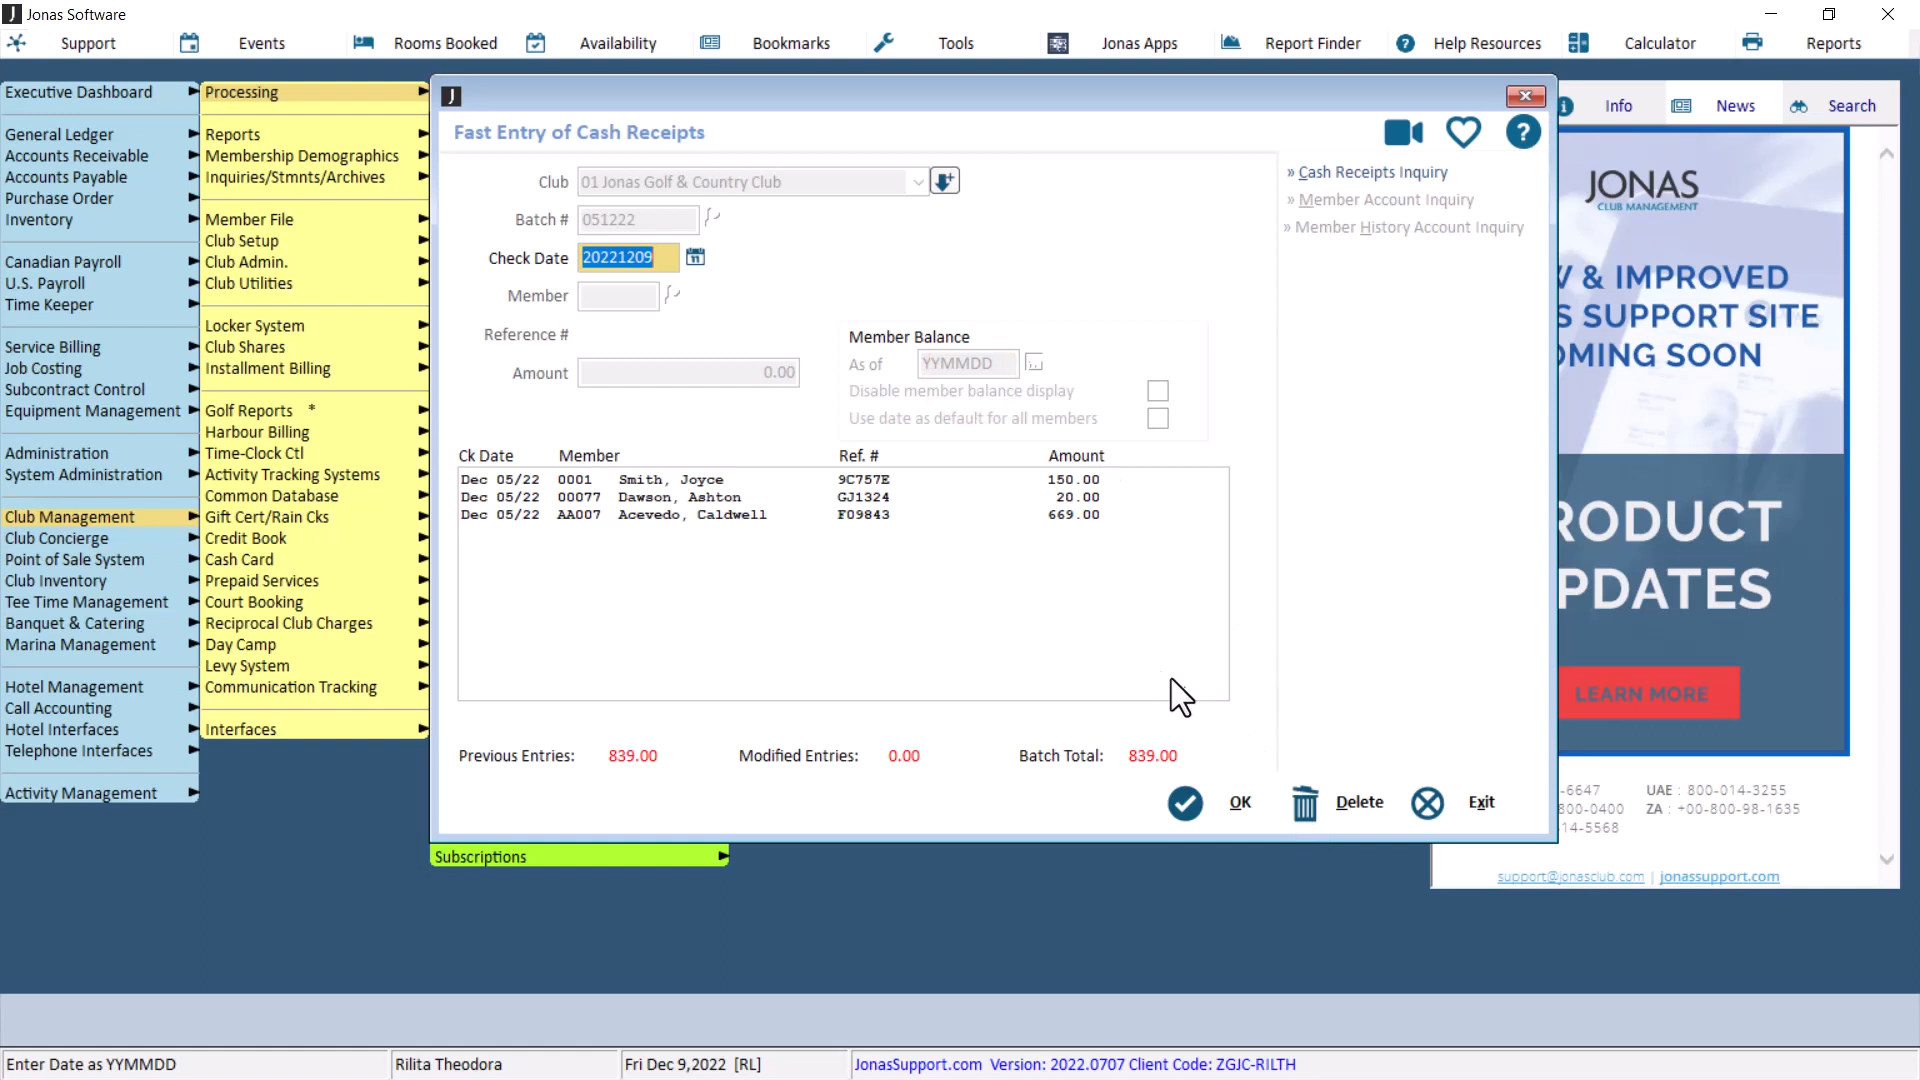 Jonas Software
Support
Events
Rooms Booked
Availability
Bookmarks
Tools
Jonas Apps
Report Finder
Help Resources
Calculator
Reports
Executive Dashboard
General Ledger
Accounts Receivable
Accounts Payable
Purchase Order
Inventory
Canadian Payroll
U.S. Payroll
Time Keeper
Service Billing
Job Costing
Subcontract Control
Equipment Management
Administration
System Administration
Club Management
Club Concierge
Point of Sale System
Club Inventory
Tee Time Management
Banquet & Catering
Marina Management
Hotel Management
Call Accounting
Hotel Interfaces
Telephone Interfaces
Activity Management
Processing
Reports
Membership Demographics
Inquiries/Stmnts/Archives
Member File
Club Setup
Club Admin.
Club Utilities
Locker System
Club Shares
Installment Billing
Golf Reports *
Harbour Billing
Time-Clock Ctl
Activity Tracking Systems
Common Database
Gift Cert/Rain Cks
Credit Book
Cash Card
Prepaid Services
Court Booking
Reciprocal Club Charges
Day Camp
Levy System
Communication Tracking
Interfaces
Subscriptions
Fast Entry of Cash Receipts
Club 01 Jonas Golf & Country Club
Batch # 051222
Check Date 20221209
Member
Reference #
Amount 0.00
Member Balance
As of YYMMDD
Disable member balance display
Use date as default for all members
Ck Date Member Ref. # Amount
Dec 05/22 0001 Smith, Joyce 9C757E 150.00
Dec 05/22 00077 Dawson, Ashton GJ1324 20.00
Dec 05/22 AA007 Acevedo, Caldwell F09843 669.00
Previous Entries: 839.00 Modified Entries: 0.00 Batch Total: 839.00
OK Delete Exit
» Cash Receipts Inquiry
» Member Account Inquiry
» Member History Account Inquiry
Info News Search
JONAS
CLUB MANAGEMENT
& IMPROVED
S SUPPORT SITE
OMING SOON
RODUCT
PDATES
LEARN MORE
-6647 UAE : 800-014-3255
800-0400 ZA : +00-800-98-1635
14-5568
support@jonasclub.com | jonassupport.com
Enter Date as YYMMDD
Rilita Theodora
Fri Dec 9,2022 [RL]
JonasSupport.com Version: 2022.0707 Client Code: ZGJC-RILTH